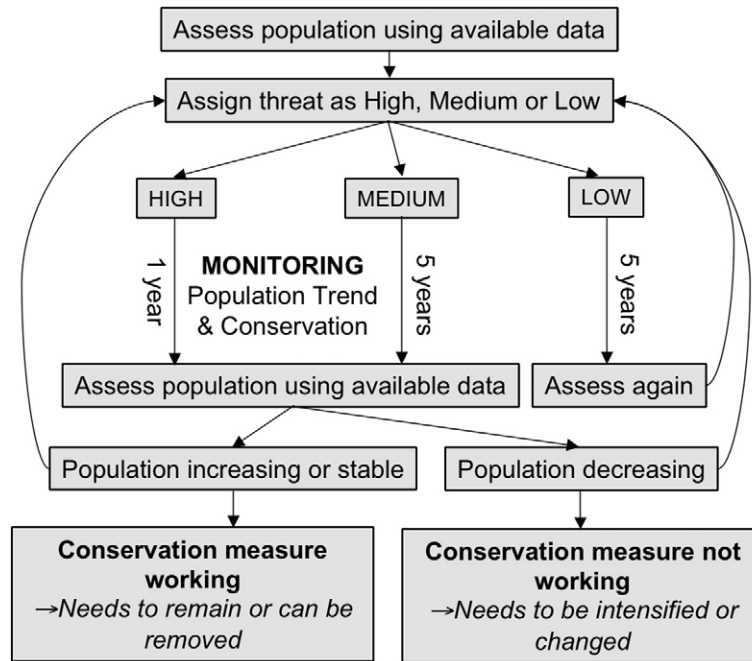 Assess population using available data
Assign threat as High, Medium or Low
HIGH
MEDIUM
LOW
1 year
MONITORING
Population Trend
& Conservation
5 years
5 years
Assess population using available data
Assess again
Population increasing or stable
Population decreasing
Conservation measure
working
→Needs to remain or can be
removed
Conservation measure not
working
→Needs to be intensified or
changed